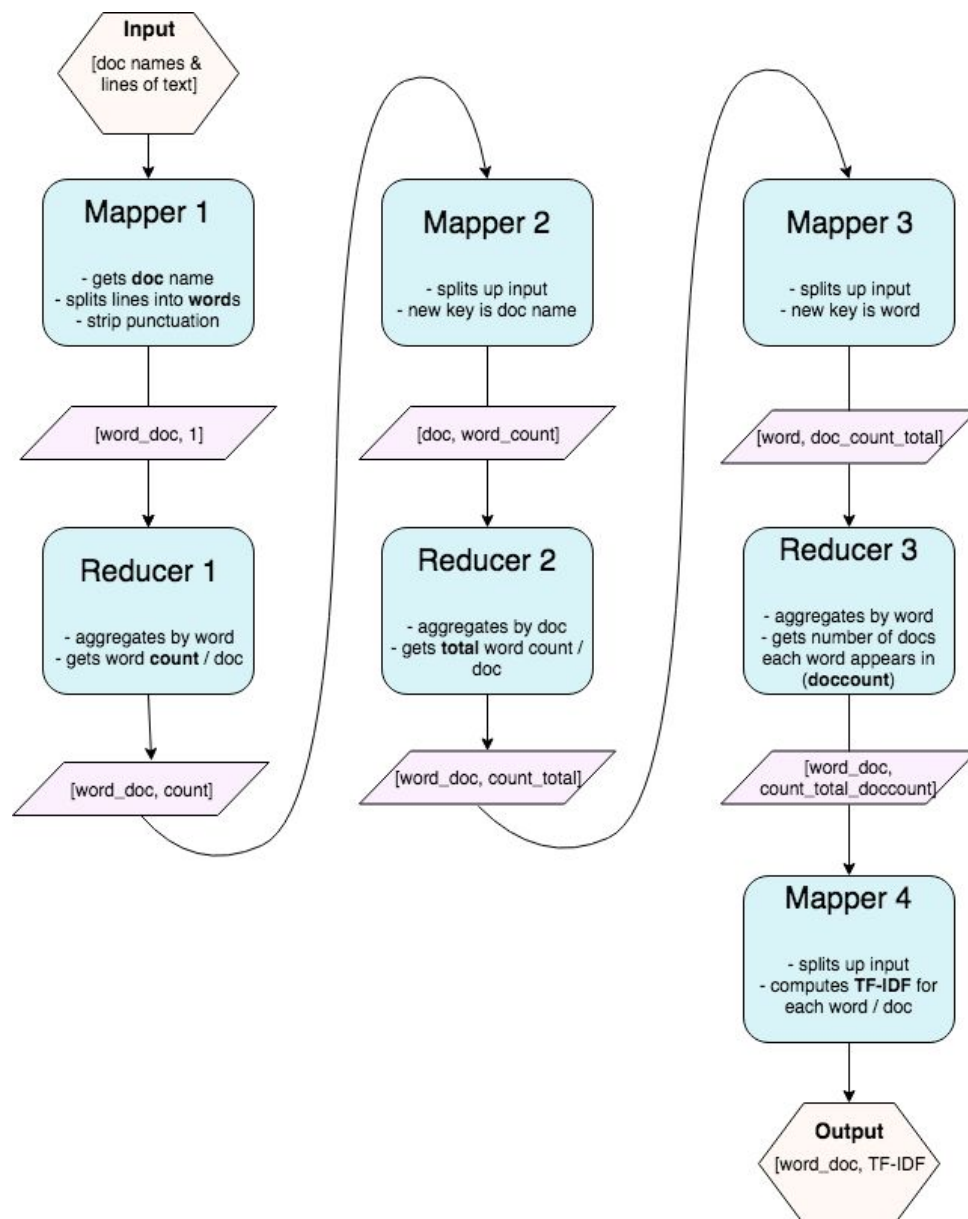 Input
[doc names &
lines of text]
Mapper 1
- gets doc name
- splits lines into words
- strip punctuation
[word_doc, 1]
Reducer 1
- aggregates by word
- gets word count / doc
[word_doc, count]
Mapper 2
- splits up input
- new key is doc name
[doc, word_count]
Reducer 2
- aggregates by doc
- gets total word count /
doc
[word_doc, count_total]
Mapper 3
- splits up input
- new key is word
[word, doc_count_total]
Reducer 3
- aggregates by word
- gets number of docs
each word appears in
(doccount)
[word_doc,
count_total_doccount]
Mapper 4
- splits up input
- computes TF-IDF for
each word / doc
Output
[word_doc, TF-IDF